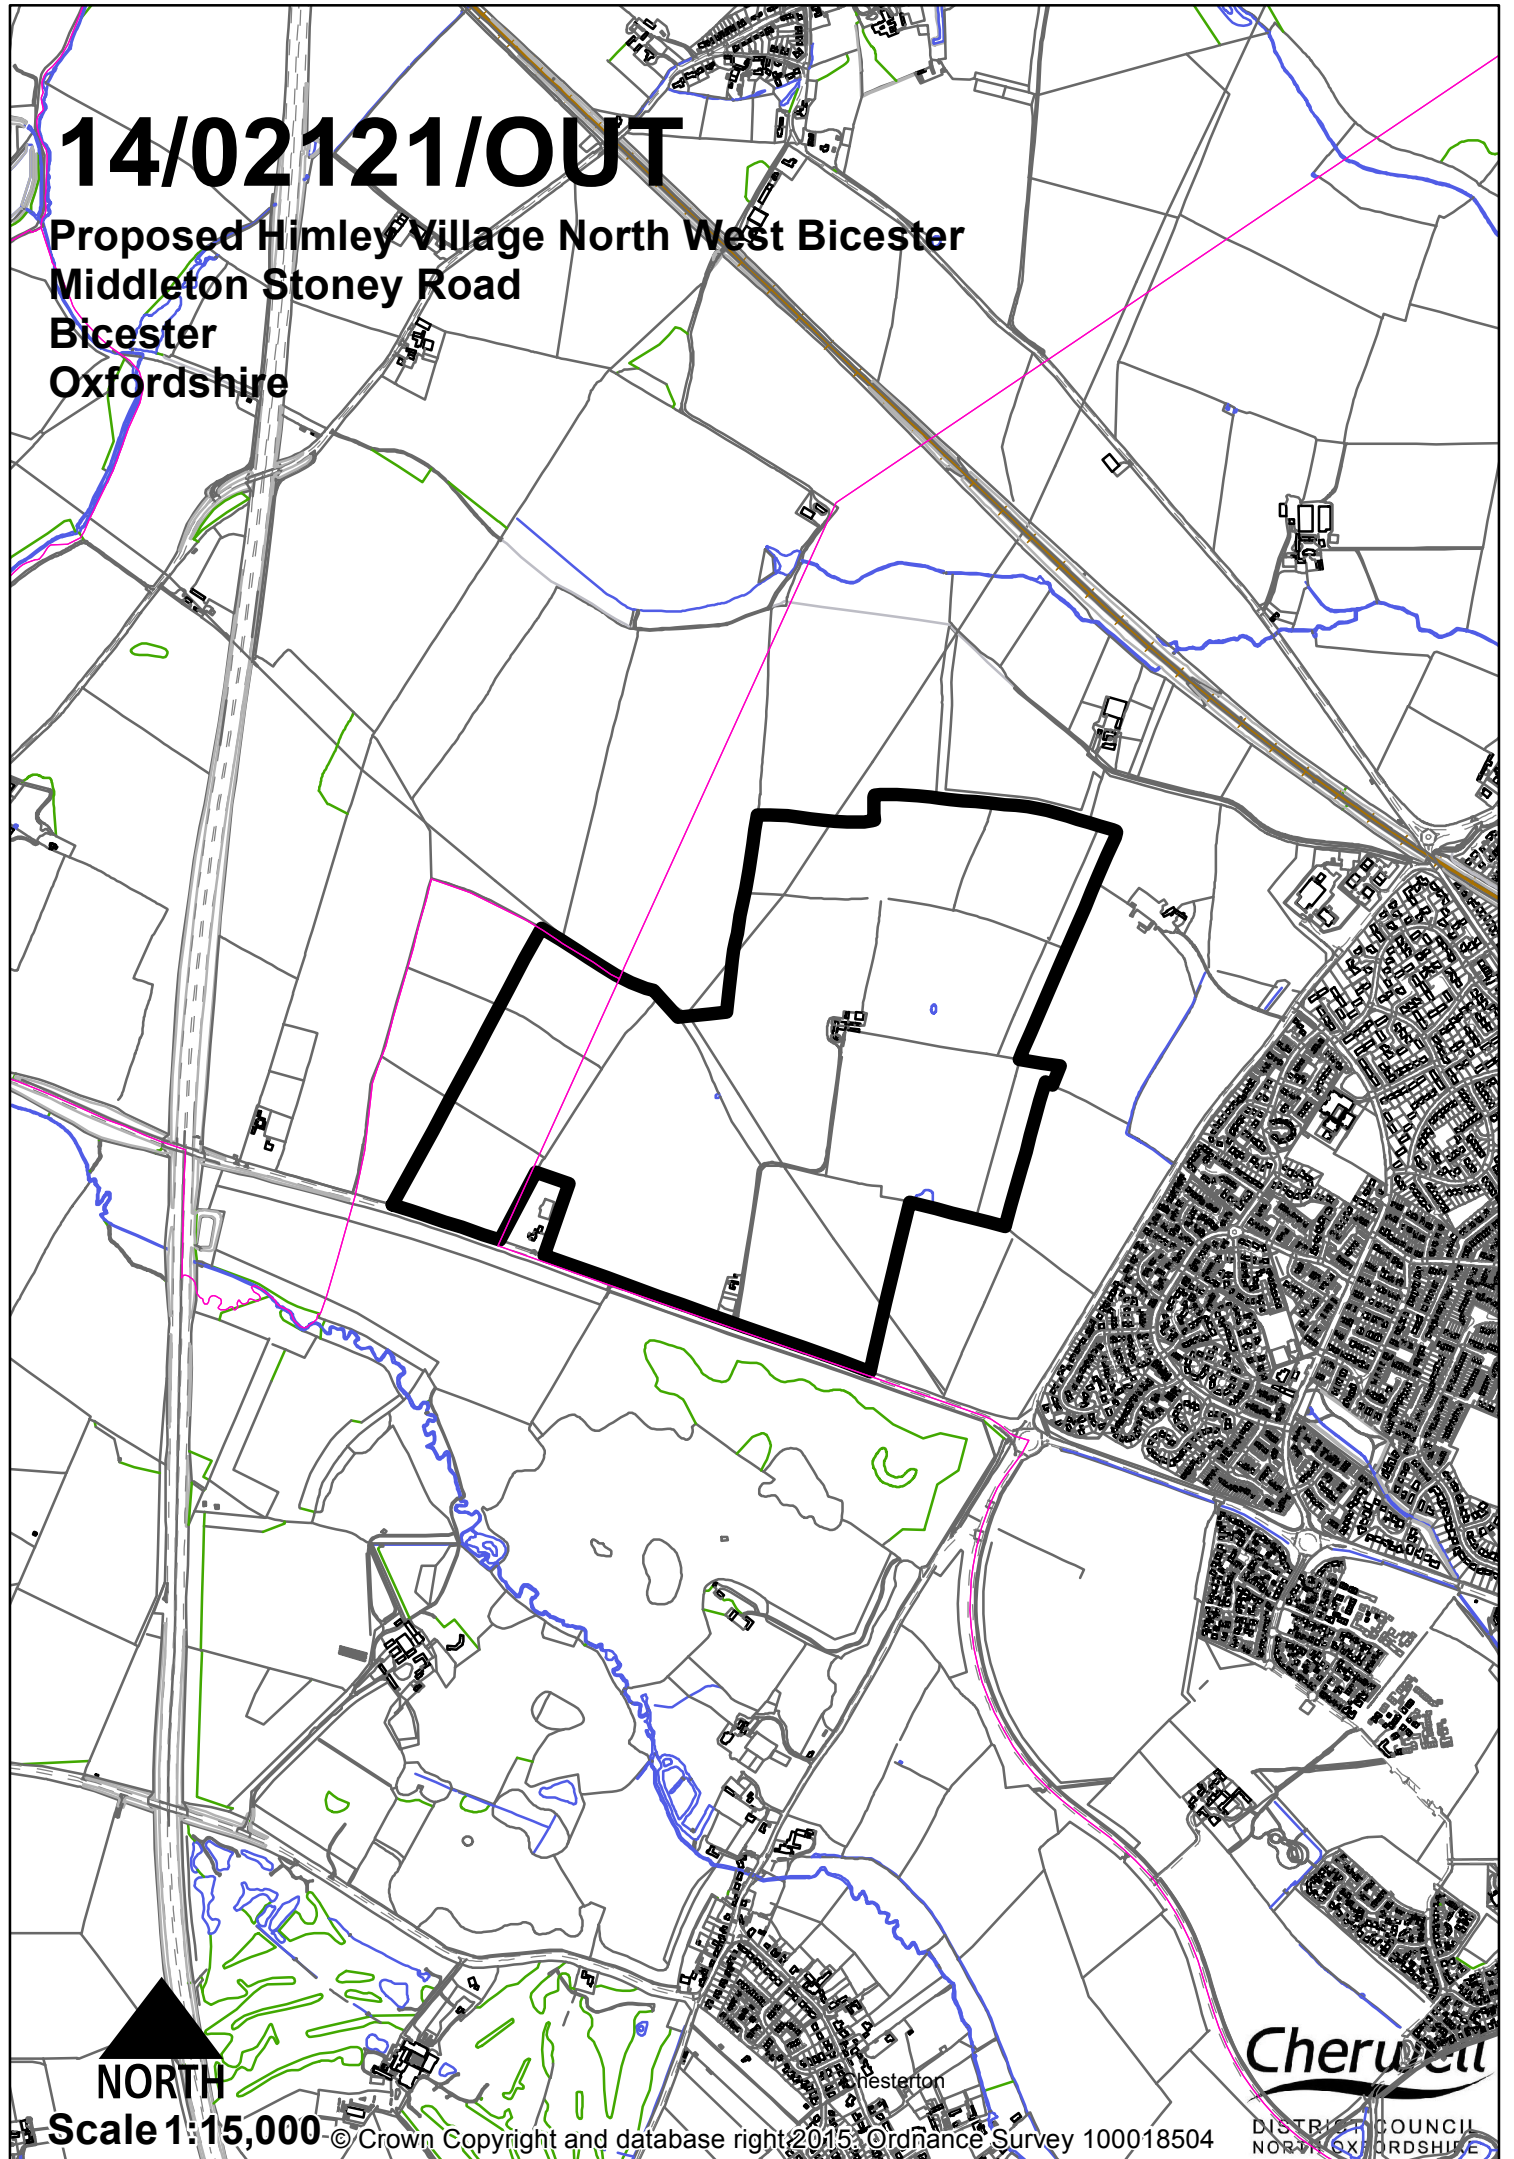 14/02121/OUT
Proposed Himley Village North West Bicester
Middleton Stoney Road
Bicester
Oxfordshire
Chesterton
NORTH
Scale 1:15,000
© Crown Copyright and database right 2015. Ordnance Survey 100018504
Cherwell
DISTRICT COUNCIL
NORTH OXFORDSHIRE